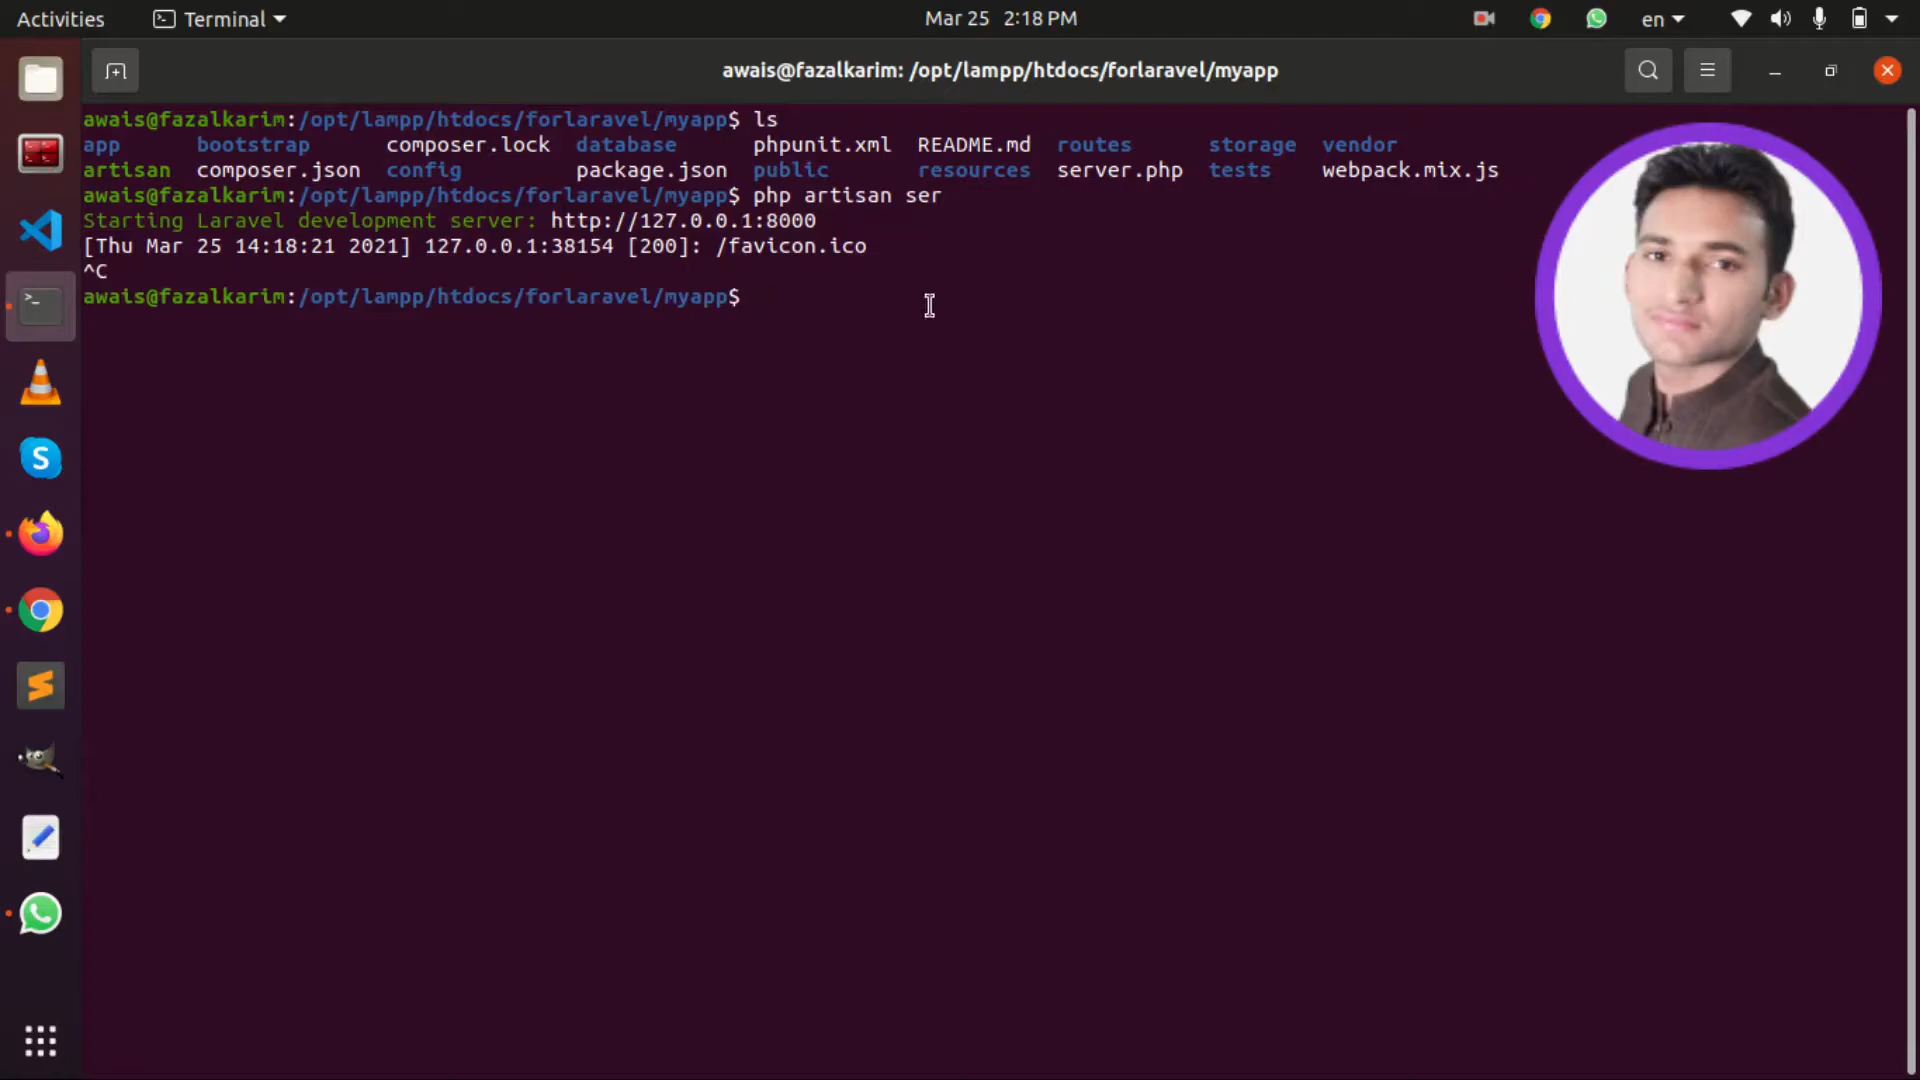 Activities Terminal Mar 25 2:18 PM en
awais@fazalkarim: /opt/lampp/htdocs/forlaravel/myapp
awais@fazalkarim:/opt/lampp/htdocs/forlaravel/myapp$ ls
app bootstrap composer.lock database phpunit.xml README.md routes storage vendor
artisan composer.json config package.json public resources server.php tests webpack.mix.js
awais@fazalkarim:/opt/lampp/htdocs/forlaravel/myapp$ php artisan ser
Starting Laravel development server: http://127.0.0.1:8000
[Thu Mar 25 14:18:21 2021] 127.0.0.1:38154 [200]: /favicon.ico
^C
awais@fazalkarim:/opt/lampp/htdocs/forlaravel/myapp$